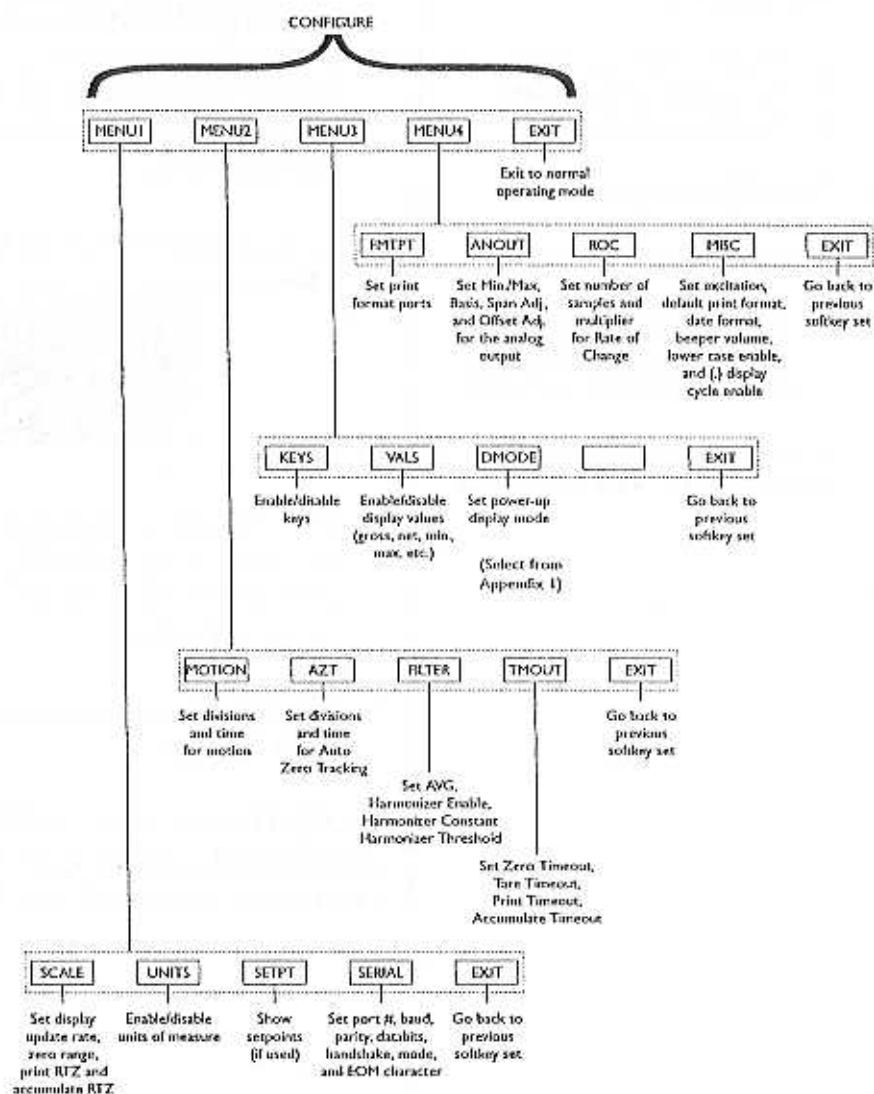 CONFIGURE
MENU1 MENU2 MENU3 MENU4 EXIT
Exit to normal
operating mode
FMTPT ANOUT ROC MISC EXIT
Set print
format ports
Set Min./Max,
Basis, Span Adj.,
and Offset Adj.
for the analog
output
Set number of
samples and
multiplier
for Rate of
Change
Set excitation,
default print format,
date format,
beeper volume,
lower case enable,
and (.) display
cycle enable
Go back to
previous
softkey set
KEYS VALS DMODE EXIT
Enable/disable
keys
Enable/disable
display values
(gross, net, min,
max, etc.)
Set power-up
display mode
(Select from
Appendix 1)
Go back to
previous
softkey set
MOTION AZT FILTER TMOUT EXIT
Set divisions
and time
for motion
Set divisions
and time
for Auto
Zero Tracking
Set AVG,
Harmonizer Enable,
Harmonizer Constant
Harmonizer Threshold
Set Zero Timeout,
Tare Timeout,
Print Timeout,
Accumulate Timeout
Go back to
previous
softkey set
SCALE UNITS SETPT SERIAL EXIT
Set display
update rate,
zero range,
print RTZ and
accumulate RTZ
Enable/disable
units of measure
Show
setpoints
(if used)
Set port #, baud,
parity, databits,
handshake, mode,
and EOM character
Go back to
previous
softkey set